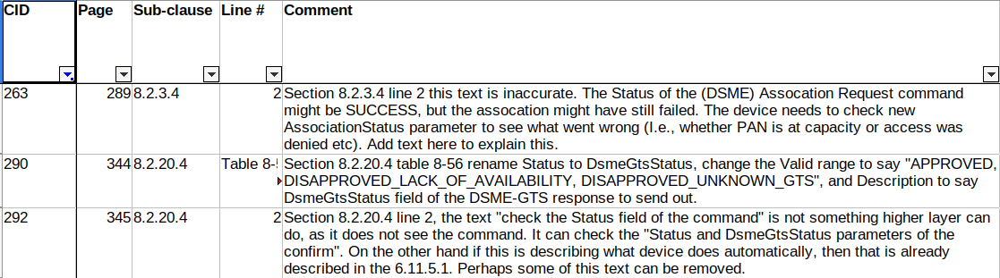 CID Page Sub-clause Line # Comment
263 289 8.2.3.4 2 Section 8.2.3.4 line 2 this text is inaccurate. The Status of the (DSME) Assocation Request command
might be SUCCESS, but the assocation might have still failed. The device needs to check new
AssociationStatus parameter to see what went wrong (I.e., whether PAN is at capacity or access was
denied etc). Add text here to explain this.
290 344 8.2.20.4 Table 8- Section 8.2.20.4 table 8-56 rename Status to DsmeGtsStatus, change the Valid range to say "APPROVED,
DISAPPROVED_LACK_OF_AVAILABILITY, DISAPPROVED_UNKNOWN_GTS", and Description to say
DsmeGtsStatus field of the DSME-GTS response to send out.
292 345 8.2.20.4 2 Section 8.2.20.4 line 2, the text "check the Status field of the command" is not something higher layer can
do, as it does not see the command. It can check the "Status and DsmeGtsStatus parameters of the
confirm". On the other hand if this is describing what device does automatically, then that is already
described in the 6.11.5.1. Perhaps some of this text can be removed.